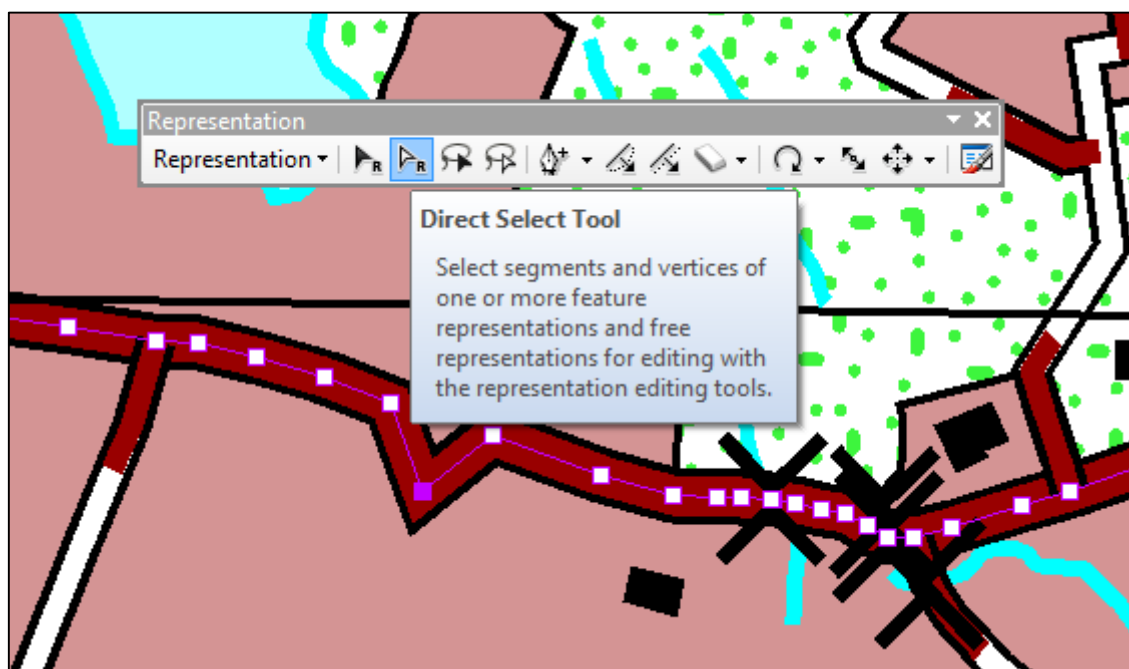 Representation
Representation
Direct Select Tool
Select segments and vertices of
one or more feature
representations and free
representations for editing with
the representation editing tools.